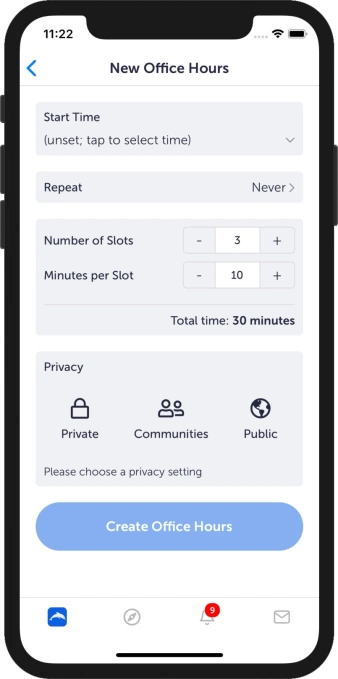 11:22
New Office Hours
Start Time
(unset; tap to select time)
Repeat Never
Number of Slots - 3 +
Minutes per Slot - 10 +
Total time: 30 minutes
Privacy
Private Communities Public
Please choose a privacy setting
Create Office Hours
9